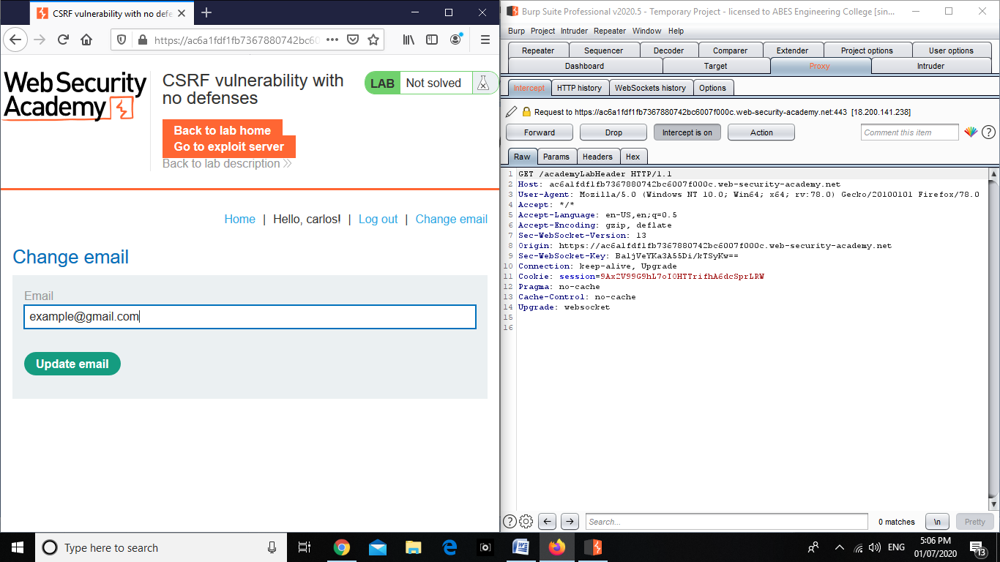 CSRF vulnerability with no defe
https://ac6a1fdf1fb7367880742bc60
Web Security
Academy
CSRF vulnerability with
no defenses
LAB Not solved
Back to lab home
Go to exploit server
Back to lab description
Home | Hello, carlos! | Log out | Change email
Change email
Email
example@gmail.com
Update email
Burp Suite Professional v2020.5 - Temporary Project - licensed to ABES Engineering College [sin...
Burp Project Intruder Repeater Window Help
Repeater Sequencer Decoder Comparer Extender Project options User options
Dashboard Target Proxy Intruder
Intercept HTTP history WebSockets history Options
Request to https://ac6a1fdf1fb7367880742bc6007f000c.web-security-academy.net:443 [18.200.141.238]
Forward Drop Intercept is on Action Comment this item ?
Raw Params Headers Hex
1 GET /academyLabHeader HTTP/1.1
2 Host: ac6a1fdf1fb7367880742bc6007f000c.web-security-academy.net
3 User-Agent: Mozilla/5.0 (Windows NT 10.0; Win64; x64; rv:78.0) Gecko/20100101 Firefox/78.0
4 Accept: */*
5 Accept-Language: en-US,en;q=0.5
6 Accept-Encoding: gzip, deflate
7 Sec-WebSocket-Version: 13
8 Origin: https://ac6a1fdf1fb7367880742bc6007f000c.web-security-academy.net
9 Sec-WebSocket-Key: BaljVeYKa3A55Di/kTSyKw==
10 Connection: keep-alive, Upgrade
11 Cookie: session=9Ax2V99G9hL7oI0HTTrifhA6dcSprLRW
12 Pragma: no-cache
13 Cache-Control: no-cache
14 Upgrade: websocket
15
16
? Search... 0 matches \n Pretty
Type here to search
ENG
5:06 PM
01/07/2020
13